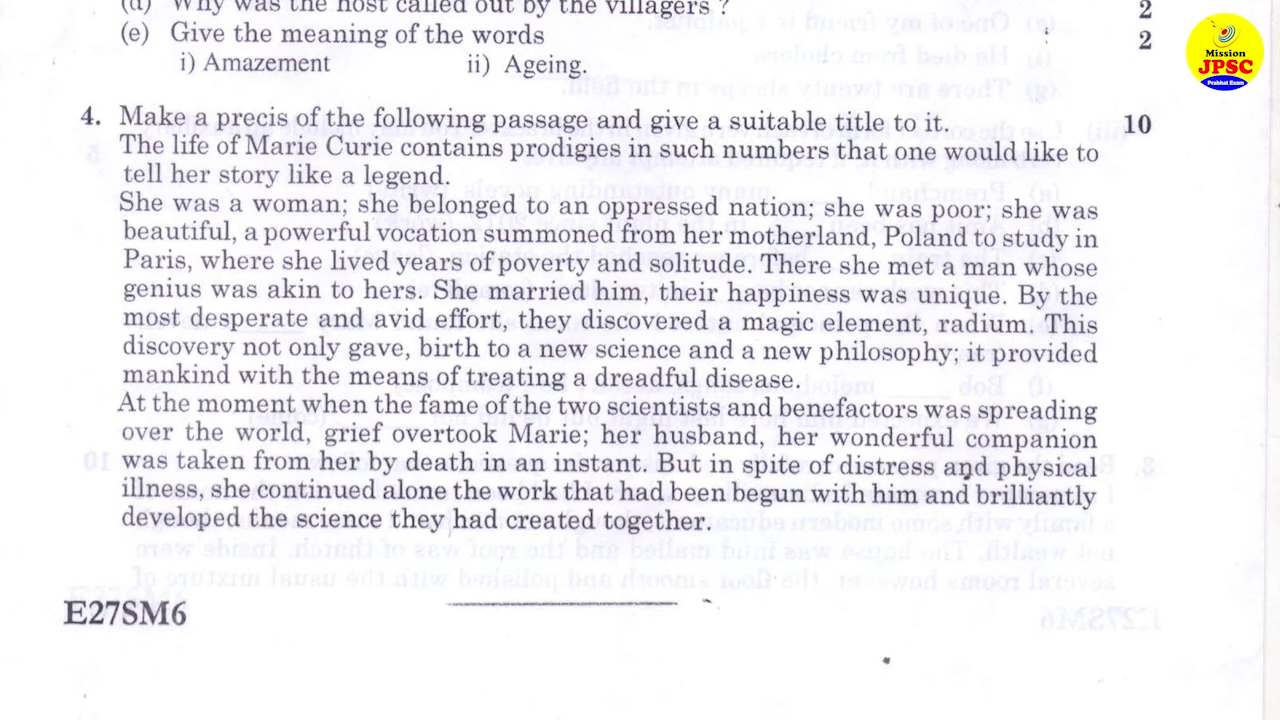 (d) Why was the host called out by the villagers ? 2
(e) Give the meaning of the words 2
i) Amazement ii) Ageing.
4. Make a precis of the following passage and give a suitable title to it. 10
The life of Marie Curie contains prodigies in such numbers that one would like to
tell her story like a legend.
She was a woman; she belonged to an oppressed nation; she was poor; she was
beautiful, a powerful vocation summoned from her motherland, Poland to study in
Paris, where she lived years of poverty and solitude. There she met a man whose
genius was akin to hers. She married him, their happiness was unique. By the
most desperate and avid effort, they discovered a magic element, radium. This
discovery not only gave, birth to a new science and a new philosophy; it provided
mankind with the means of treating a dreadful disease.
At the moment when the fame of the two scientists and benefactors was spreading
over the world, grief overtook Marie; her husband, her wonderful companion
was taken from her by death in an instant. But in spite of distress and physical
illness, she continued alone the work that had been begun with him and brilliantly
developed the science they had created together.
E27SM6
Mission
JPSC
Prabhat Exam